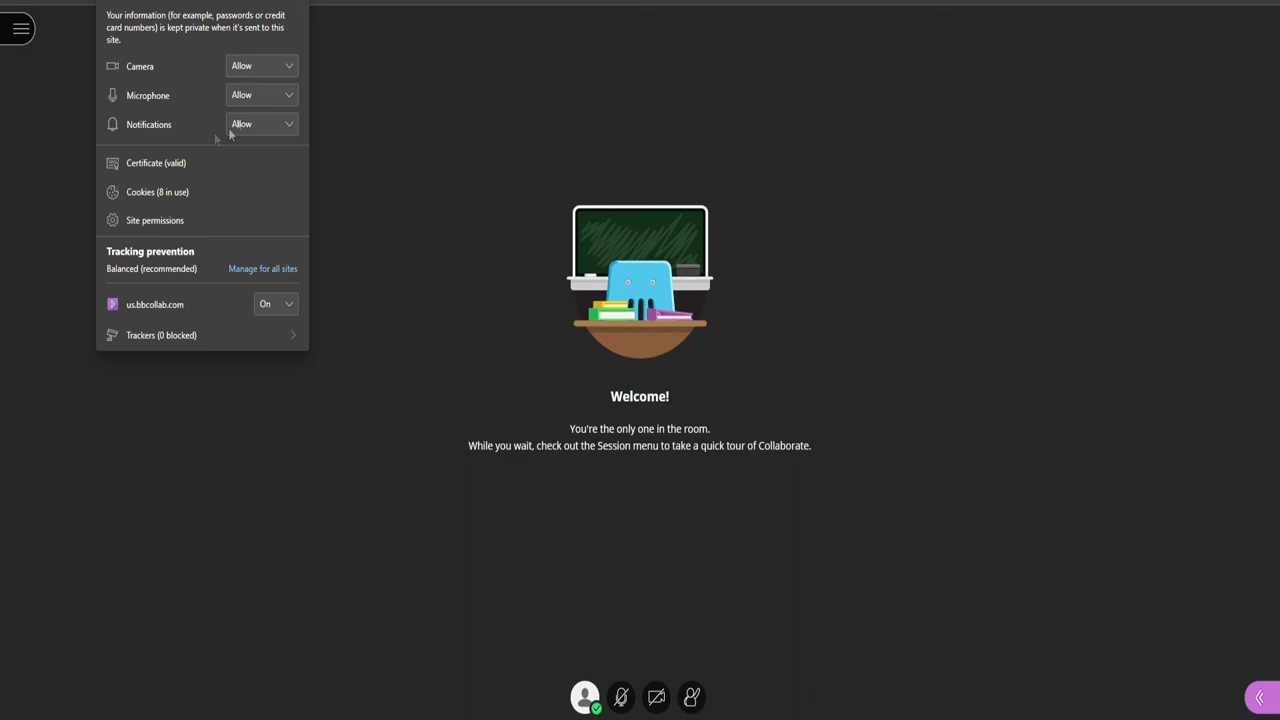 Your information (for example, passwords or credit
card numbers) is kept private when it's sent to this
site.
Camera Allow
Microphone Allow
Notifications Allow
Certificate (valid)
Cookies (8 in use)
Site permissions
Tracking prevention
Balanced (recommended) Manage for all sites
us.bbcollab.com On
Trackers (0 blocked)
Welcome!
You're the only one in the room.
While you wait, check out the Session menu to take a quick tour of Collaborate.